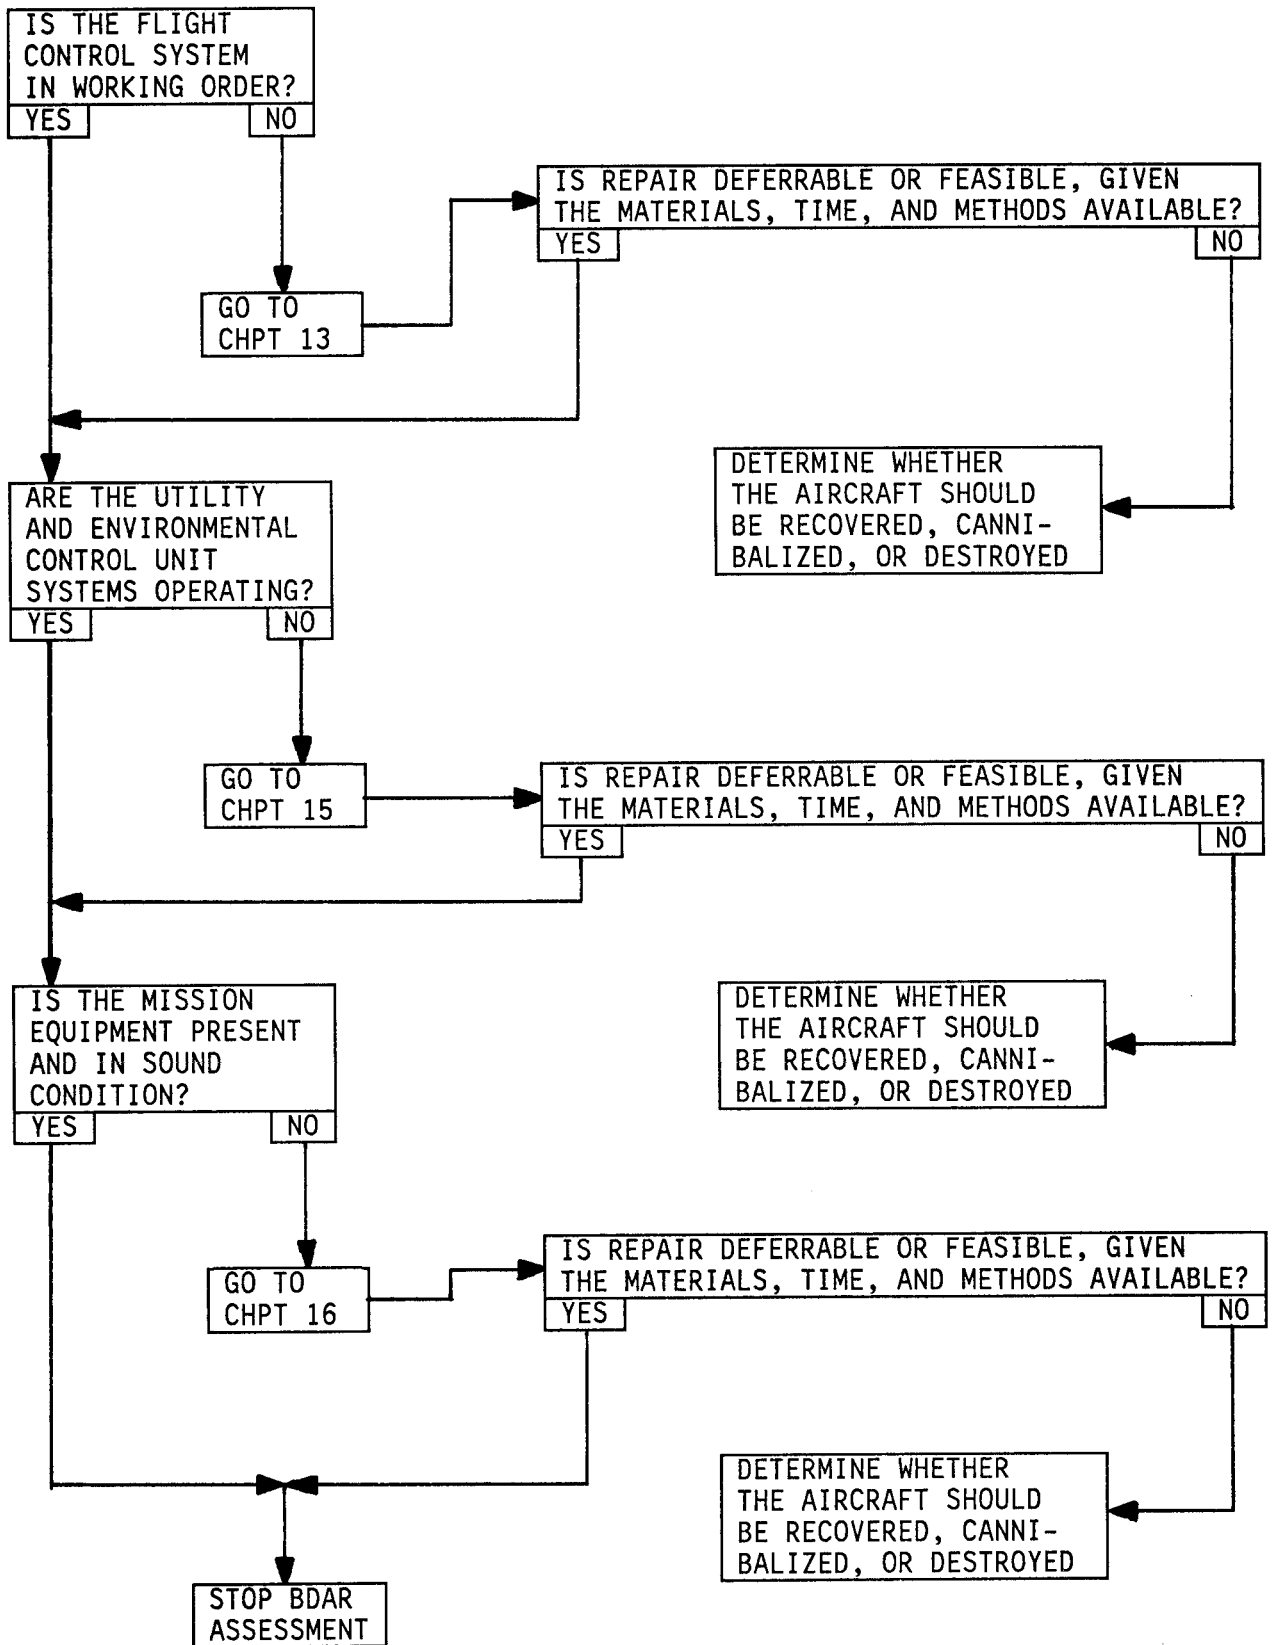 IS THE FLIGHT
CONTROL SYSTEM
IN WORKING ORDER?
YES
NO
IS REPAIR DEFERRABLE OR FEASIBLE, GIVEN
THE MATERIALS, TIME, AND METHODS AVAILABLE?
YES
NO
GO TO
CHPT 13
DETERMINE WHETHER
THE AIRCRAFT SHOULD
BE RECOVERED, CANNI-
BALIZED, OR DESTROYED
ARE THE UTILITY
AND ENVIRONMENTAL
CONTROL UNIT
SYSTEMS OPERATING?
YES
NO
GO TO
CHPT 15
IS REPAIR DEFERRABLE OR FEASIBLE, GIVEN
THE MATERIALS, TIME, AND METHODS AVAILABLE?
YES
NO
DETERMINE WHETHER
THE AIRCRAFT SHOULD
BE RECOVERED, CANNI-
BALIZED, OR DESTROYED
IS THE MISSION
EQUIPMENT PRESENT
AND IN SOUND
CONDITION?
YES
NO
GO TO
CHPT 16
IS REPAIR DEFERRABLE OR FEASIBLE, GIVEN
THE MATERIALS, TIME, AND METHODS AVAILABLE?
YES
NO
DETERMINE WHETHER
THE AIRCRAFT SHOULD
BE RECOVERED, CANNI-
BALIZED, OR DESTROYED
STOP BDAR
ASSESSMENT